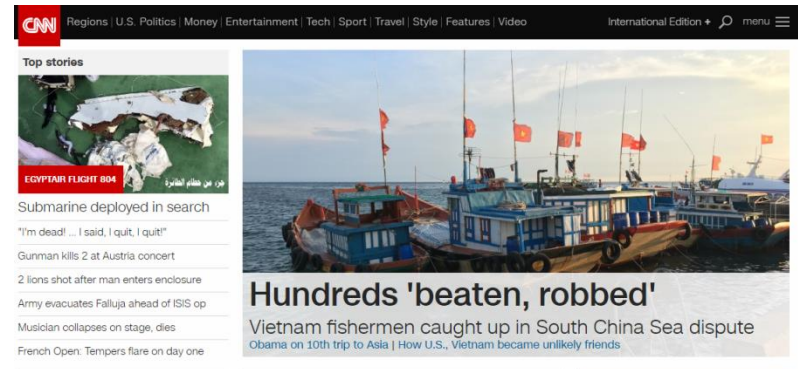 CNN Regions | U.S. Politics | Money | Entertainment | Tech | Sport | Travel | Style | Features | Video International Edition + menu
Top stories
EGYPTAIR FLIGHT 804
جزء من حطام الطائرة
Submarine deployed in search
"I'm dead! ... I said, I quit, I quit!"
Gunman kills 2 at Austria concert
2 lions shot after man enters enclosure
Army evacuates Falluja ahead of ISIS op
Musician collapses on stage, dies
French Open: Tempers flare on day one
Hundreds 'beaten, robbed'
Vietnam fishermen caught up in South China Sea dispute
Obama on 10th trip to Asia | How U.S., Vietnam became unlikely friends